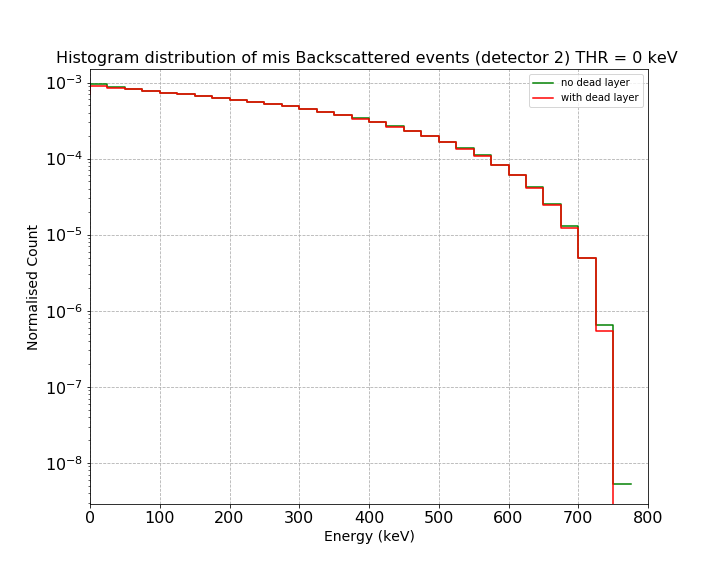 Histogram distribution of mis Backscattered events (detector 2) THR = 0 keV
no dead layer
with dead layer
Normalised Count
10⁻³
10⁻⁴
10⁻⁵
10⁻⁶
10⁻⁷
10⁻⁸
0 100 200 300 400 500 600 700 800
Energy (keV)